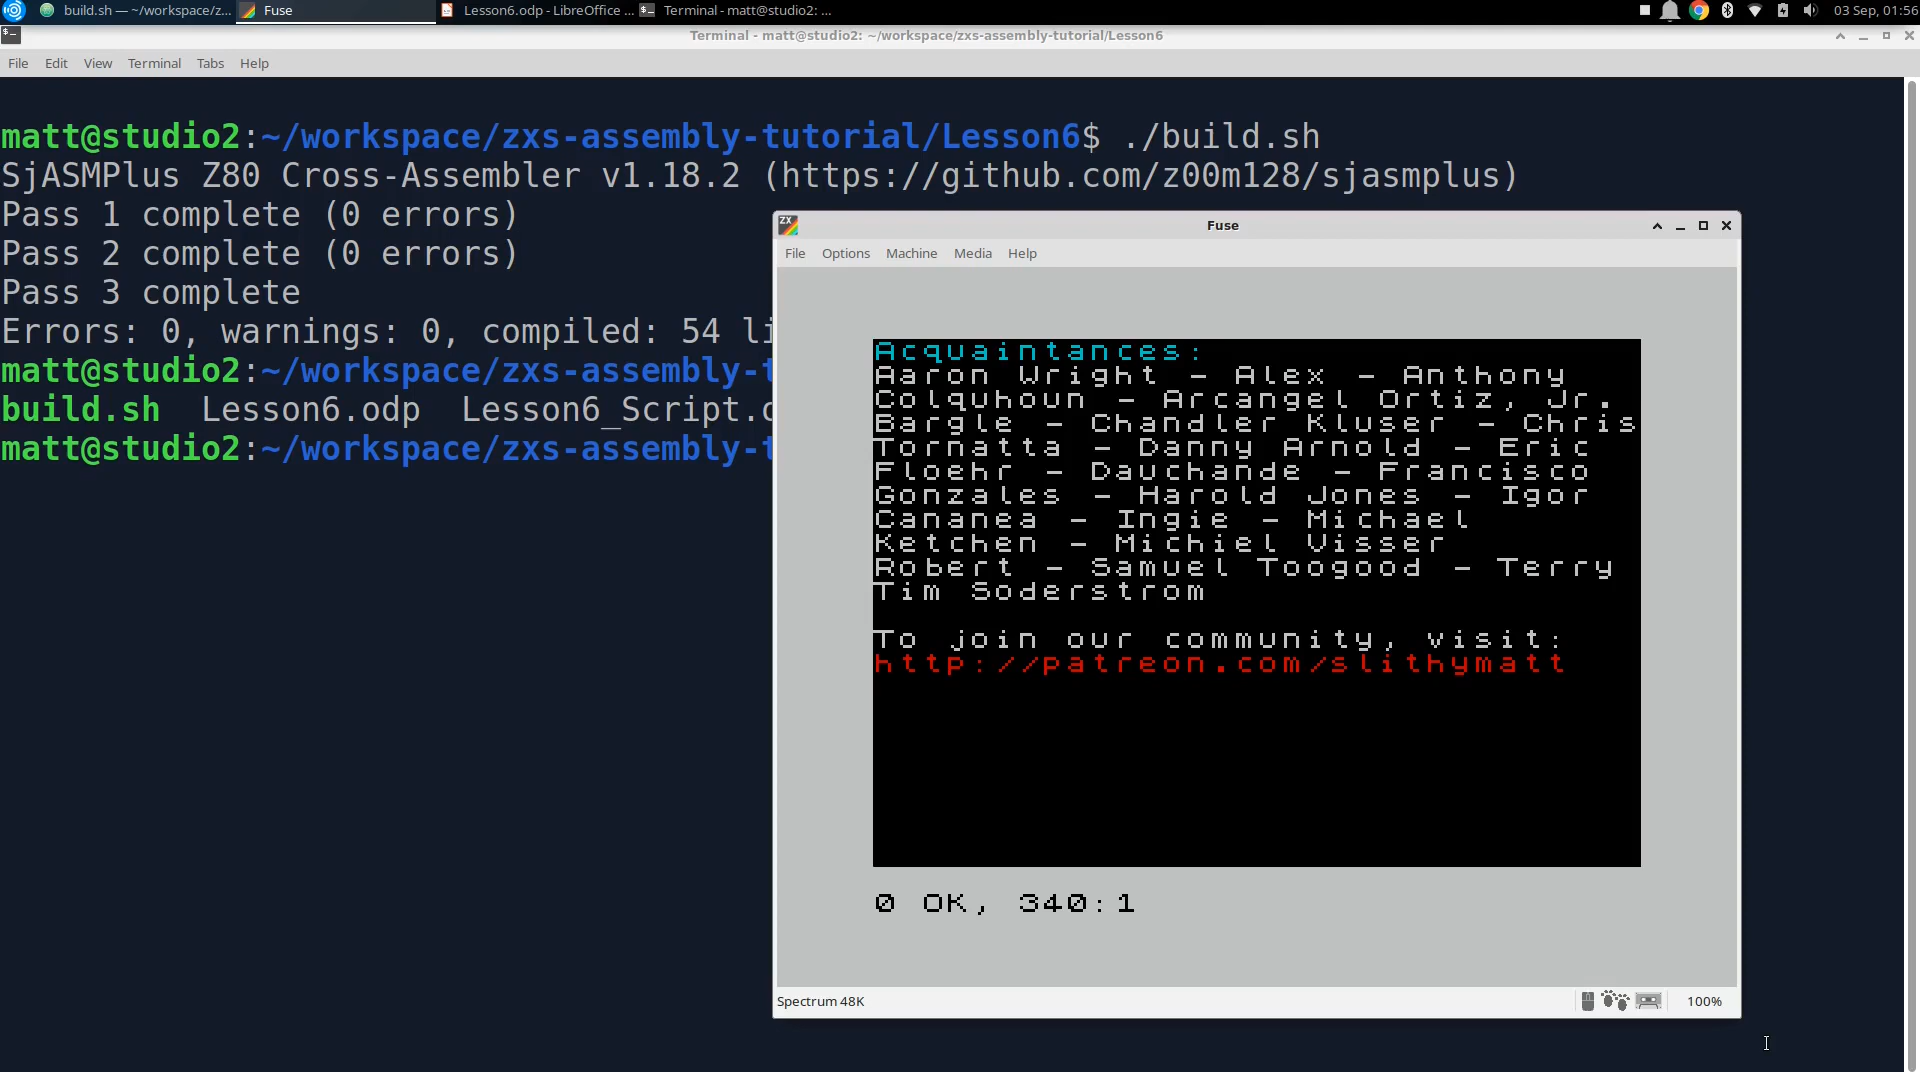 build.sh — ~/workspace/z...
Fuse
Lesson6.odp - LibreOffice ...
Terminal - matt@studio2: ...
03 Sep, 01:56
Terminal - matt@studio2: ~/workspace/zxs-assembly-tutorial/Lesson6
File Edit View Terminal Tabs Help
matt@studio2:~/workspace/zxs-assembly-tutorial/Lesson6$ ./build.sh
SjASMPlus Z80 Cross-Assembler v1.18.2 (https://github.com/z00m128/sjasmplus)
Pass 1 complete (0 errors)
Pass 2 complete (0 errors)
Pass 3 complete
Errors: 0, warnings: 0, compiled: 54 li
matt@studio2:~/workspace/zxs-assembly-t
build.sh Lesson6.odp Lesson6_Script.o
matt@studio2:~/workspace/zxs-assembly-t
Fuse
File Options Machine Media Help
Acquaintances:
Aaron Wright - Alex - Anthony
Colquhoun - Arcangel Ortiz, Jr.
Bargle - Chandler Kluser - Chris
Tornatta - Danny Arnold - Eric
Floehr - Dauchande - Francisco
Gonzales - Harold Jones - Igor
Cananea - Ingie - Michael
Ketchen - Michiel Visser
Robert - Samuel Toogood - Terry
Tim Soderstrom
To join our community, visit:
http://patreon.com/slithymatt
0 OK, 340:1
Spectrum 48K
100%